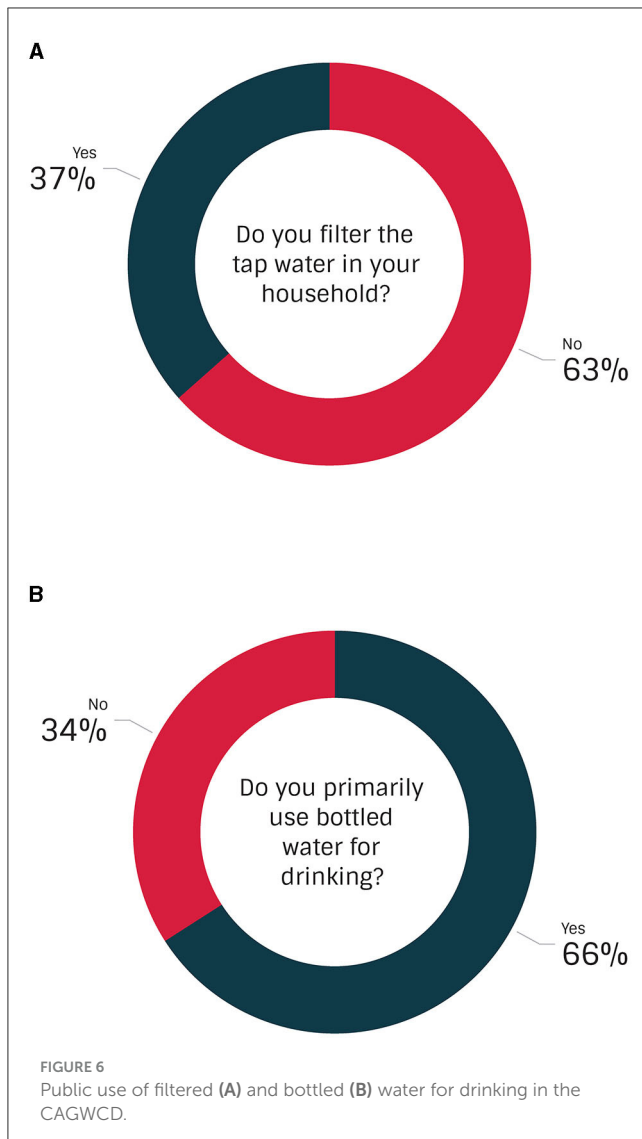 A
Yes
37%
Do you filter the
tap water in your
household?
No
63%
B
No
34%
Do you primarily
use bottled
water for
drinking?
Yes
66%
FIGURE 6
Public use of filtered (A) and bottled (B) water for drinking in the
CAGWCD.